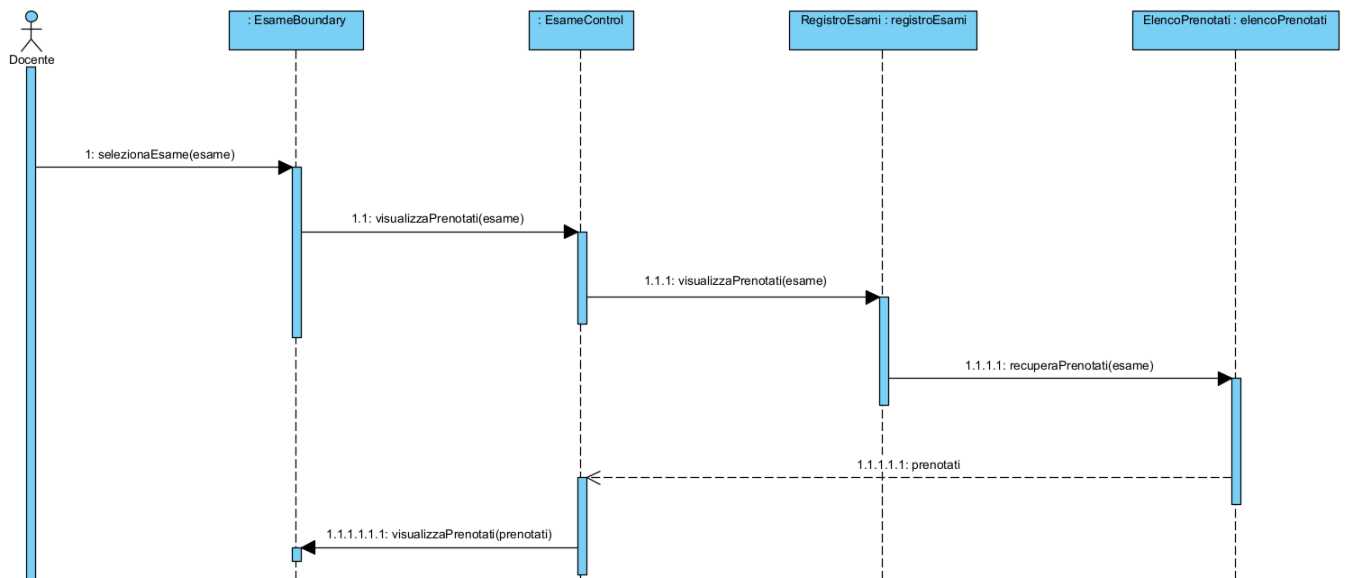 : EsameBoundary
: EsameControl
RegistroEsami : registroEsami
ElencoPrenotati : elencoPrenotati
Docente
1: selezionaEsame(esame)
1.1: visualizzaPrenotati(esame)
1.1.1: visualizzaPrenotati(esame)
1.1.1.1: recuperaPrenotati(esame)
1.1.1.1.1: prenotati
1.1.1.1.1.1: visualizzaPrenotati(prenotati)